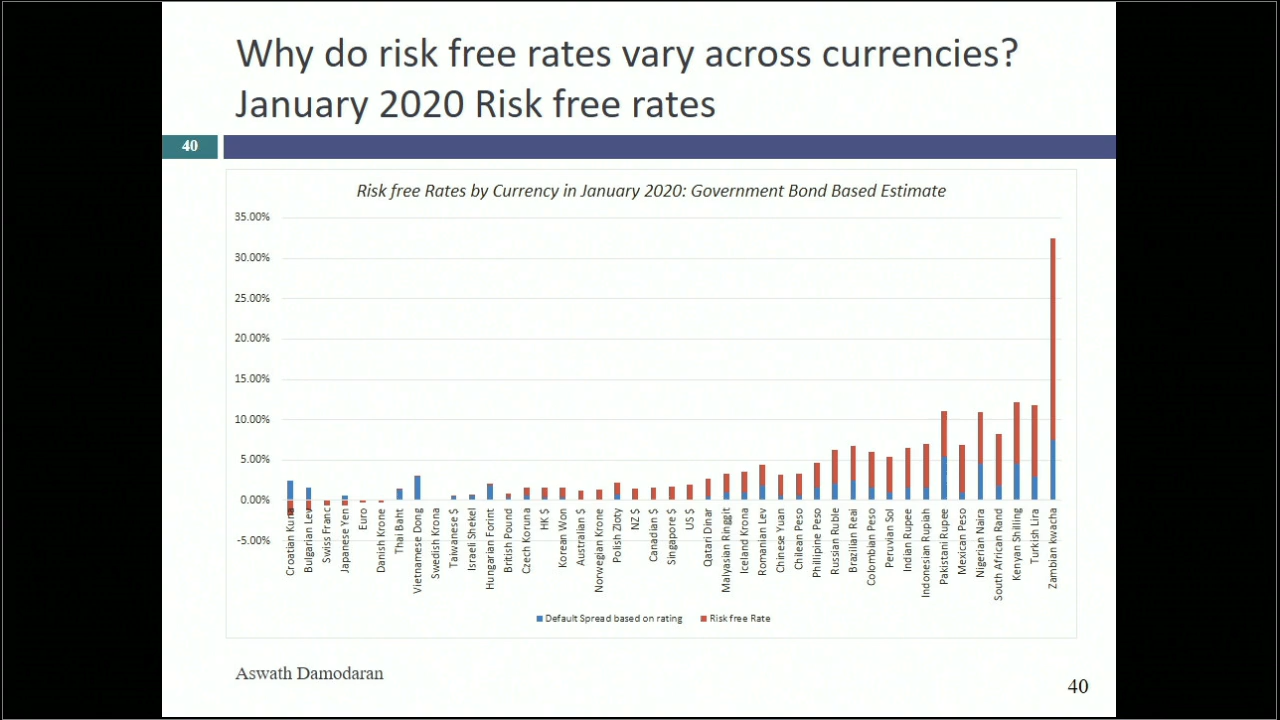 Why do risk free rates vary across currencies?
January 2020 Risk free rates
40
Risk free Rates by Currency in January 2020: Government Bond Based Estimate
35.00%
30.00%
25.00%
20.00%
15.00%
10.00%
5.00%
0.00%
-5.00%
Croatian Kuna
Bulgarian Lev
Swiss Franc
Japanese Yen
Euro
Danish Krone
Thai Baht
Vietnamese Dong
Swedish Krona
Taiwanese $
Israeli Shekel
Hungarian Forint
British Pound
Czech Koruna
HK $
Korean Won
Australian $
Norwegian Krone
Polish Zloty
NZ $
Canadian $
Singapore $
US $
Qatari Dinar
Malyasian Ringgit
Iceland Krona
Romanian Lev
Chinese Yuan
Chilean Peso
Phillipine Peso
Russian Ruble
Brazilian Reai
Colombian Peso
Peruvian Sol
Indian Rupee
Indonesian Rupiah
Pakistani Rupee
Mexican Peso
Nigerian Naira
South African Rand
Kenyan Shilling
Turkish Lira
Zambian kwacha
Default Spread based on rating
Risk free Rate
Aswath Damodaran
40